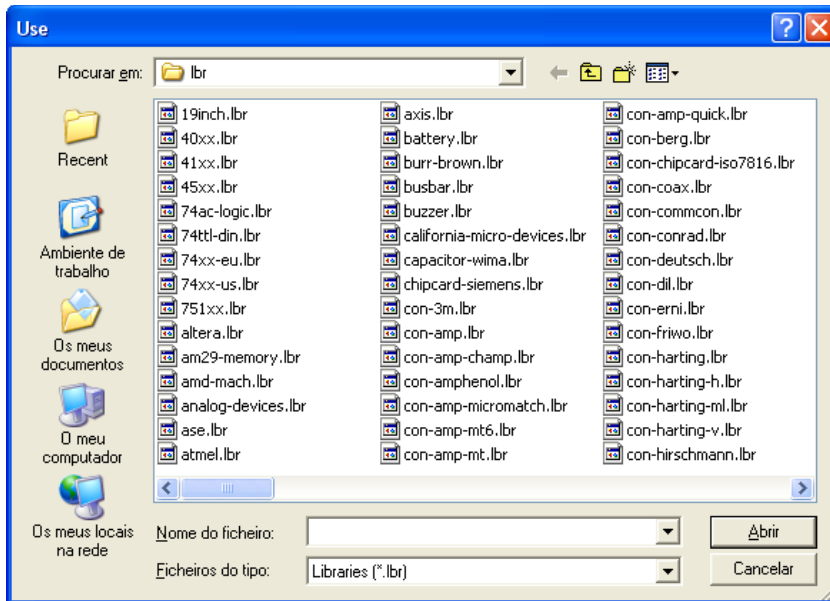 Use
Procurar em:
lbr
Recent
Ambiente de
trabalho
Os meus
documentos
O meu
computador
Os meus locais
na rede
19inch.lbr
40xx.lbr
41xx.lbr
45xx.lbr
74ac-logic.lbr
74ttl-din.lbr
74xx-eu.lbr
74xx-us.lbr
751xx.lbr
altera.lbr
am29-memory.lbr
amd-mach.lbr
analog-devices.lbr
ase.lbr
atmel.lbr
axis.lbr
battery.lbr
burr-brown.lbr
busbar.lbr
buzzer.lbr
california-micro-devices.lbr
capacitor-wima.lbr
chipcard-siemens.lbr
con-3m.lbr
con-amp.lbr
con-amp-champ.lbr
con-amphenol.lbr
con-amp-micromatch.lbr
con-amp-mt6.lbr
con-amp-mt.lbr
con-amp-quick.lbr
con-berg.lbr
con-chipcard-iso7816.lbr
con-coax.lbr
con-commcon.lbr
con-conrad.lbr
con-deutsch.lbr
con-dil.lbr
con-erni.lbr
con-friwo.lbr
con-harting.lbr
con-harting-h.lbr
con-harting-ml.lbr
con-harting-v.lbr
con-hirschmann.lbr
Nome do ficheiro:
Abrir
Ficheiros do tipo:
Libraries (*.lbr)
Cancelar